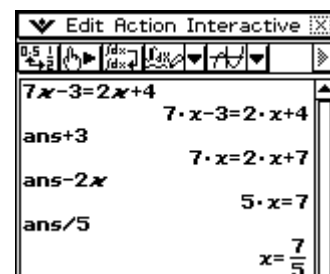 Edit Action Interactive
7x-3=2x+4
7·x-3=2·x+4
ans+3
7·x=2·x+7
ans-2x
5·x=7
ans/5
x=7/5